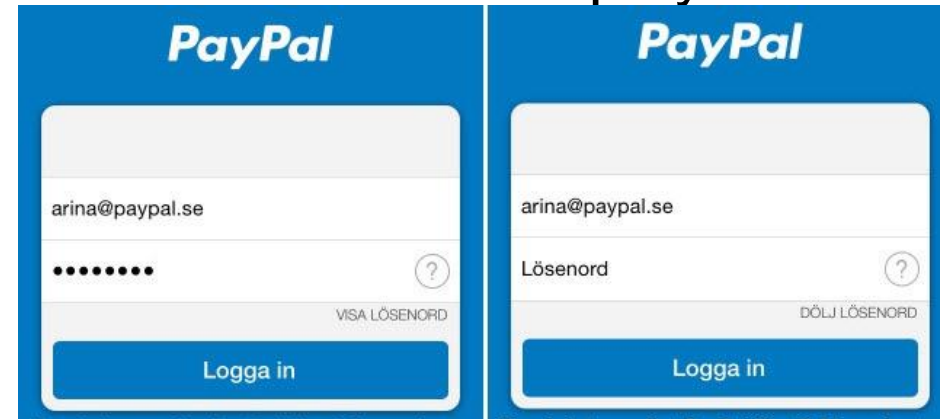 PayPal
arina@paypal.se
••••••••
?
VISA LÖSENORD
Logga in
PayPal
arina@paypal.se
Lösenord
?
DÖLJ LÖSENORD
Logga in